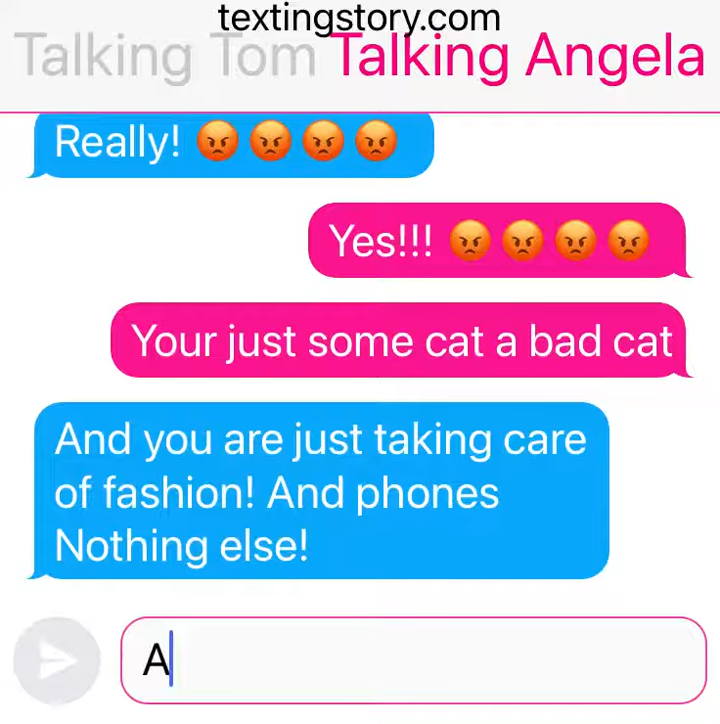 textingstory.com
Talking Tom Talking Angela
Really! 😡 😡 😡 😡
Yes!!! 😡 😡 😡 😡
Your just some cat a bad cat
And you are just taking care
of fashion! And phones
Nothing else!
A